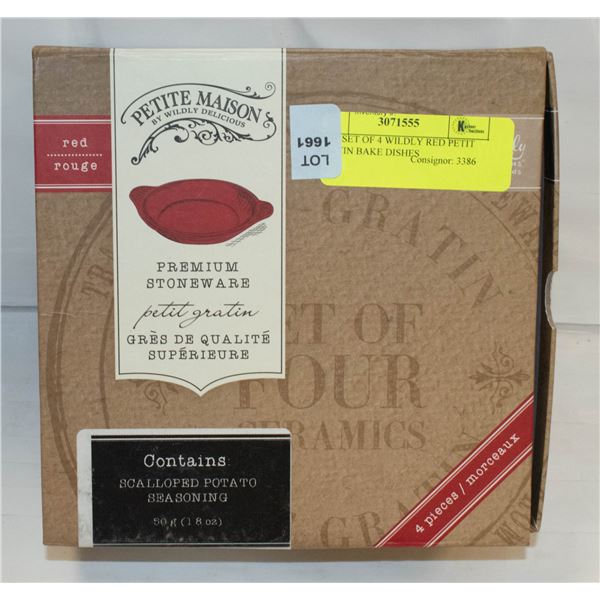 PETITE MAISON
BY WILDLY DELICIOUS
red
rouge
LOT
1661
3071555
SET OF 4 WILDLY RED PETIT
TIN BAKE DISHES
Consignor: 3386
PREMIUM
STONEWARE
petit gratin
GRÈS DE QUALITÉ
SUPÉRIEURE
GRATIN
SET OF
FOUR
CERAMICS
Contains:
SCALLOPED POTATO
SEASONING
50 g (1 8 oz)
4 pieces / morceaux